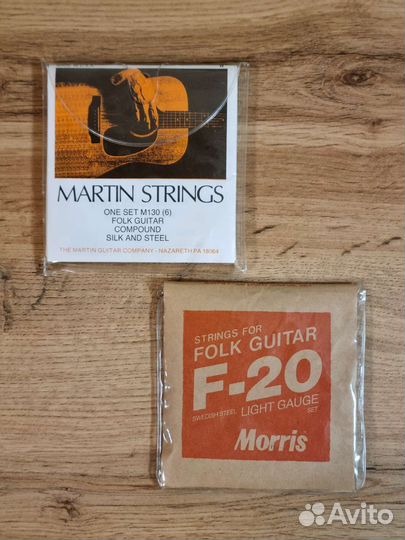 MARTIN STRINGS
ONE SET M130 (6)
FOLK GUITAR
COMPOUND
SILK AND STEEL
THE MARTIN GUITAR COMPANY - NAZARETH PA 18064
STRINGS FOR
FOLK GUITAR
F-20
SWEDISH STEEL LIGHT GAUGE SET
Morris
Avito